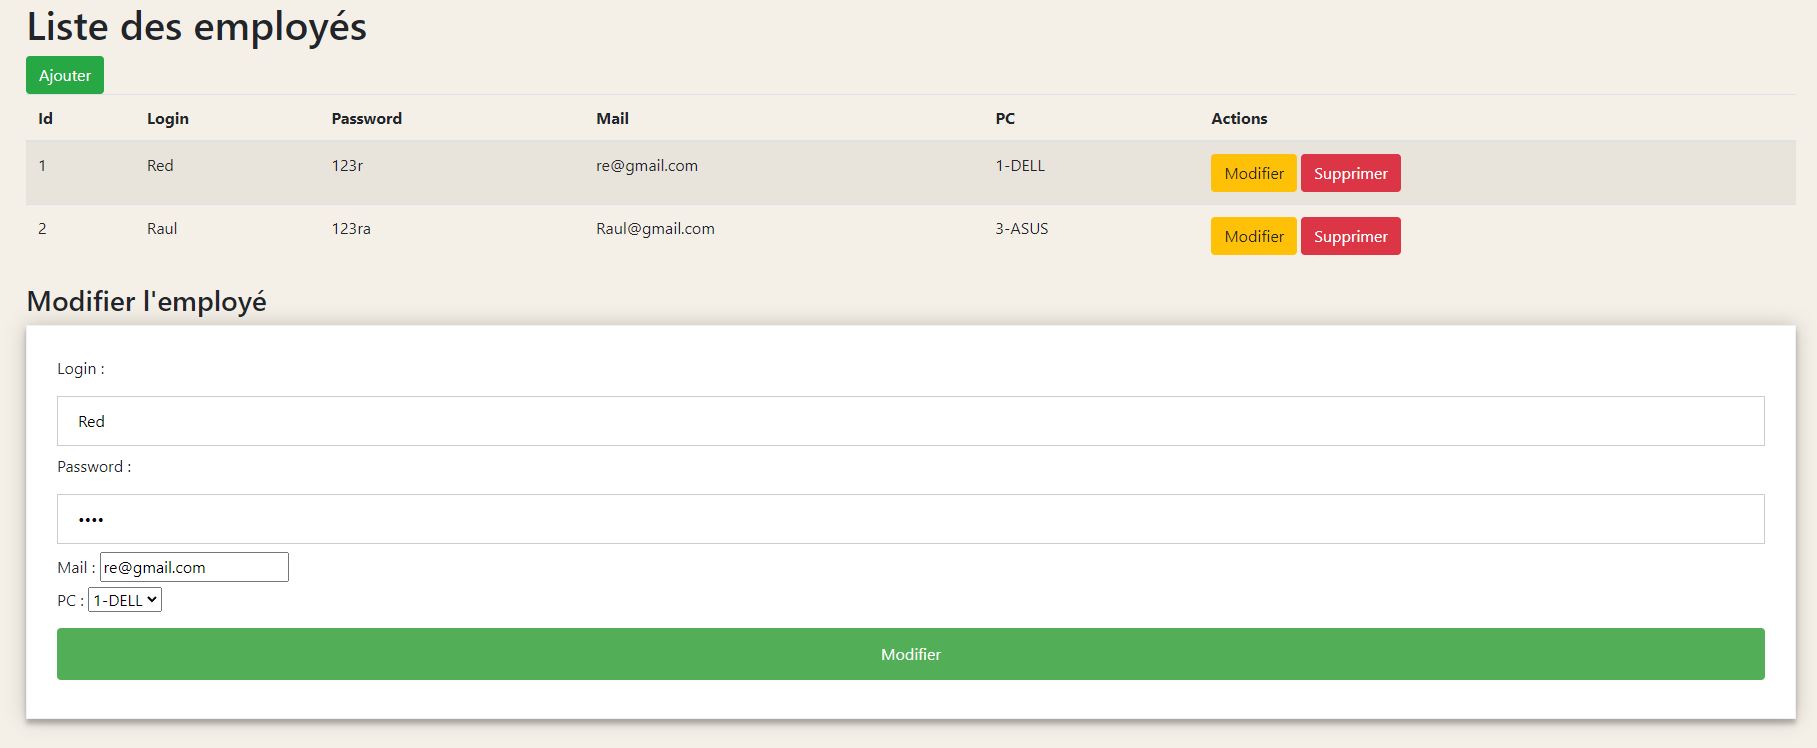 Liste des employés
Ajouter
Id Login Password Mail PC Actions
1 Red 123r re@gmail.com 1-DELL Modifier Supprimer
2 Raul 123ra Raul@gmail.com 3-ASUS Modifier Supprimer
Modifier l'employé
Login :
Red
Password :
••••
Mail : re@gmail.com
PC : 1-DELL
Modifier